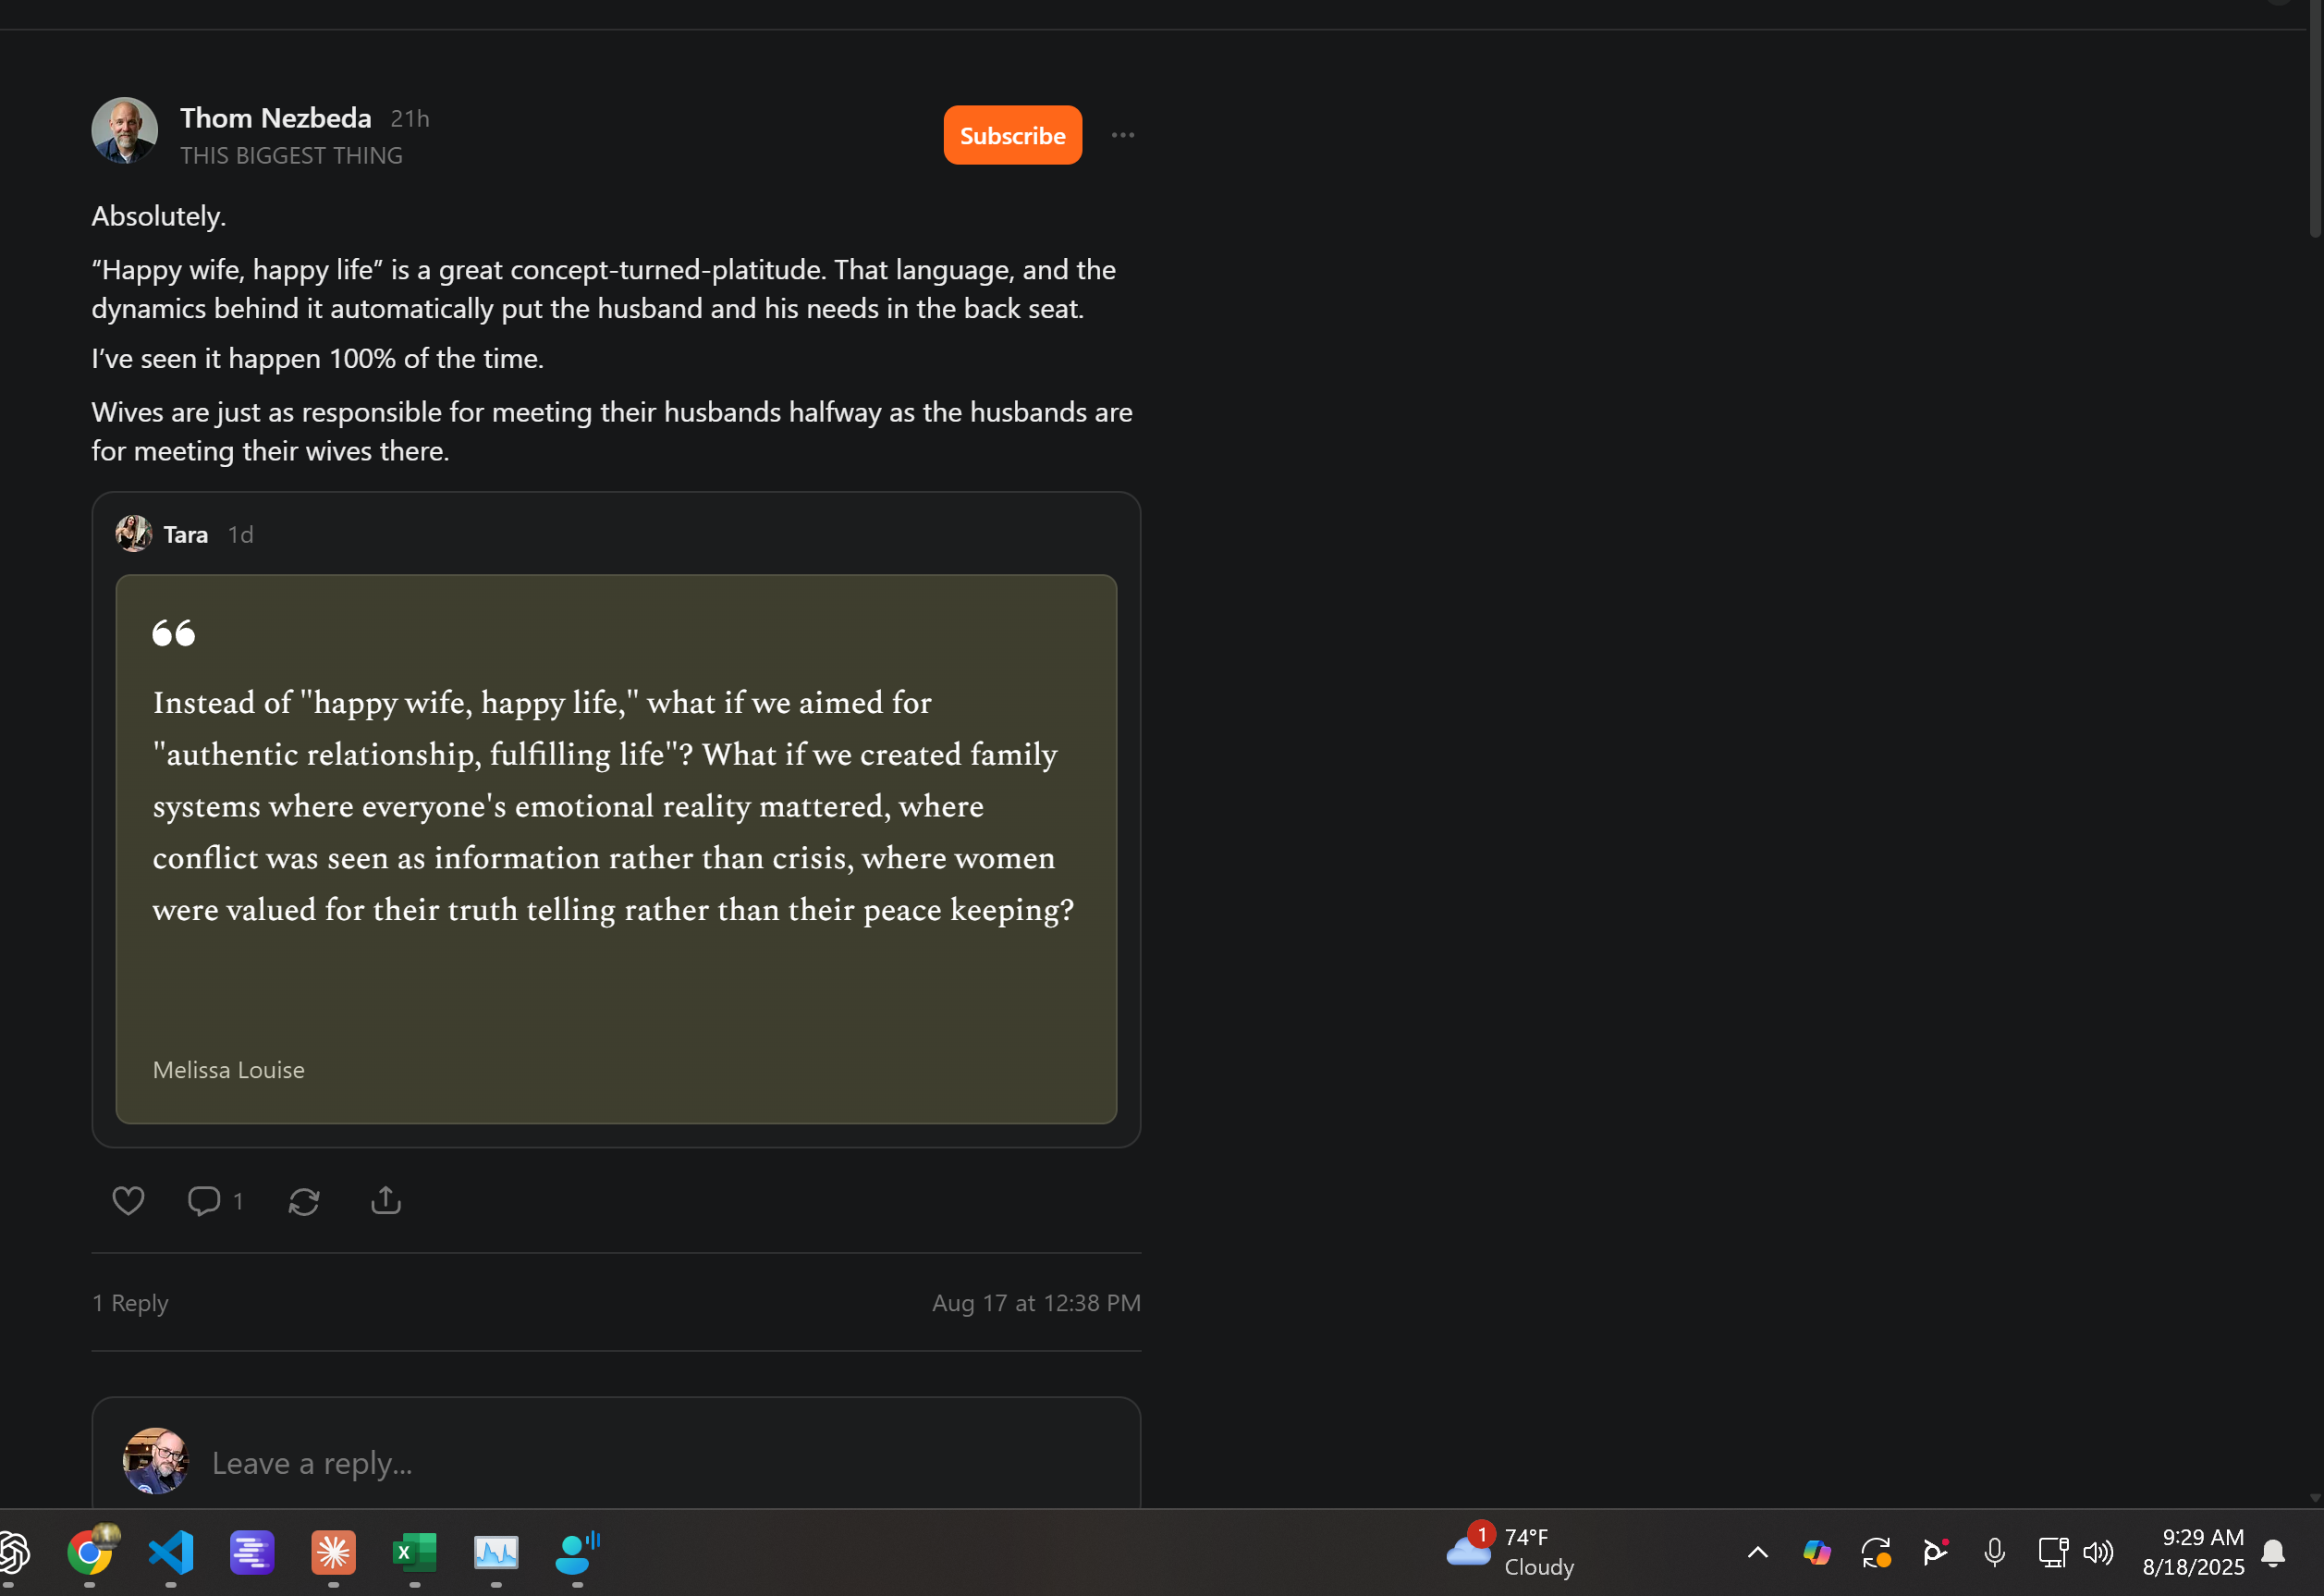 Thom Nezbeda 21h
THIS BIGGEST THING
Subscribe
Absolutely.
“Happy wife, happy life” is a great concept-turned-platitude. That language, and the
dynamics behind it automatically put the husband and his needs in the back seat.
I’ve seen it happen 100% of the time.
Wives are just as responsible for meeting their husbands halfway as the husbands are
for meeting their wives there.
Tara 1d
Instead of "happy wife, happy life," what if we aimed for
"authentic relationship, fulfilling life"? What if we created family
systems where everyone's emotional reality mattered, where
conflict was seen as information rather than crisis, where women
were valued for their truth telling rather than their peace keeping?
Melissa Louise
1
1 Reply
Aug 17 at 12:38 PM
Leave a reply...
1
74°F
Cloudy
9:29 AM
8/18/2025